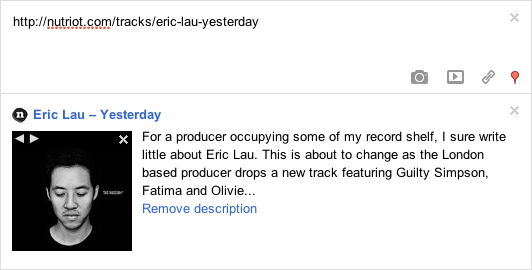 http://nutriot.com/tracks/eric-lau-yesterday
n Eric Lau – Yesterday
For a producer occupying some of my record shelf, I sure write
little about Eric Lau. This is about to change as the London
based producer drops a new track featuring Guilty Simpson,
Fatima and Olivie...
Remove description